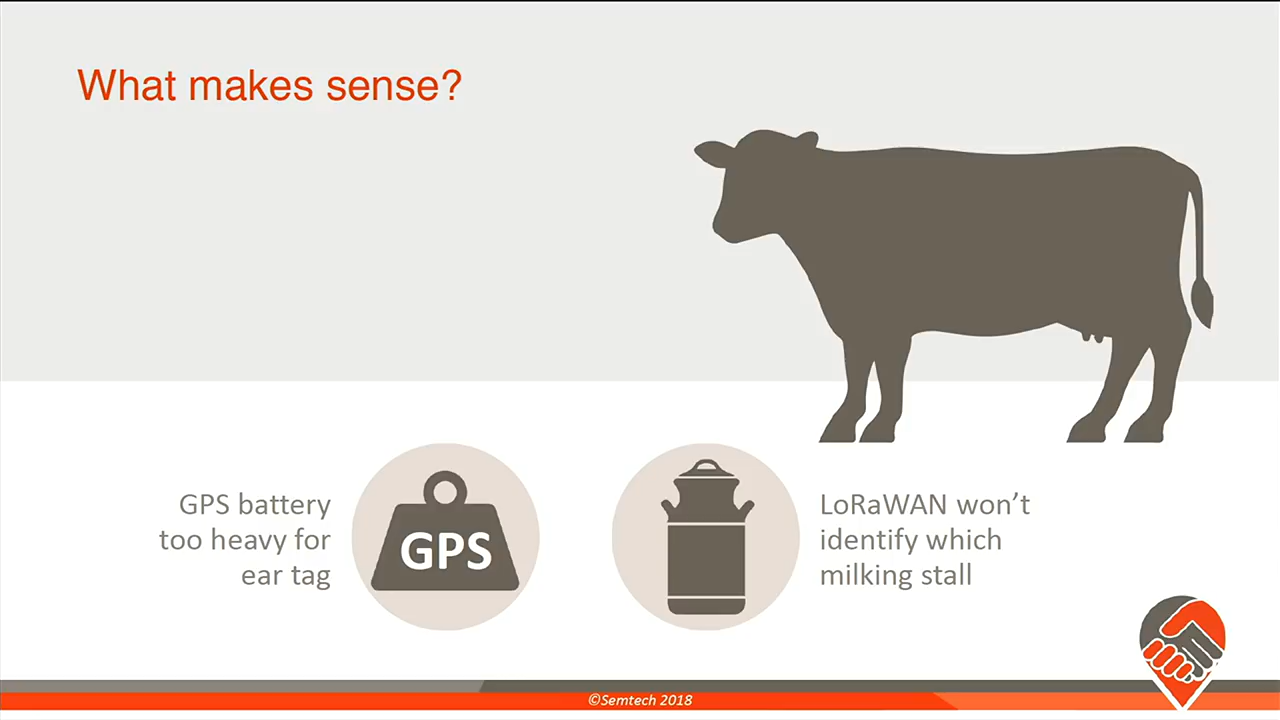 What makes sense?
GPS battery
too heavy for
ear tag
GPS
LoRaWAN won’t
identify which
milking stall
©Semtech 2018